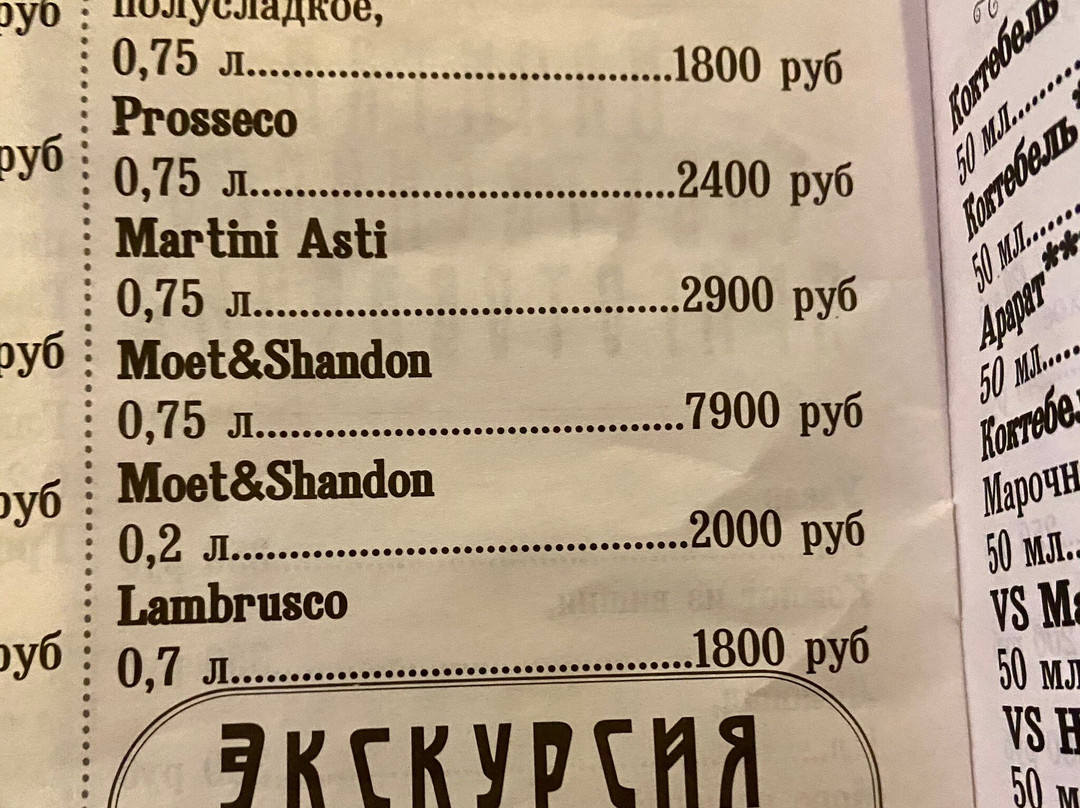 руб
руб
руб
руб
руб
полусладкое,
0,75 л......................................1800 руб
Prosseco
0,75 л......................................2400 руб
Martini Asti
0,75 л......................................2900 руб
Moet&Shandon
0,75 л......................................7900 руб
Moet&Shandon
0,2 л.........................................2000 руб
Lambrusco
0,7 л.........................................1800 руб
ЭКСКУРСИЯ
Коктебель
50 мл.......
Коктебель *
50 мл.......
Арарат***
50 мл.....
50 мл..
VS
50 мл
VS
50